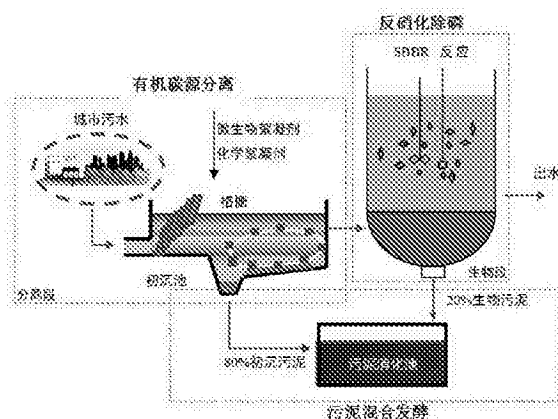 反硝化除磷
SBBR 反应
有机碳源分离
城市污水
微生物絮凝剂
化学絮凝剂
格栅
出水
初沉池
生物段
分离段
20%生物污泥
80%初沉污泥
污泥混合发酵